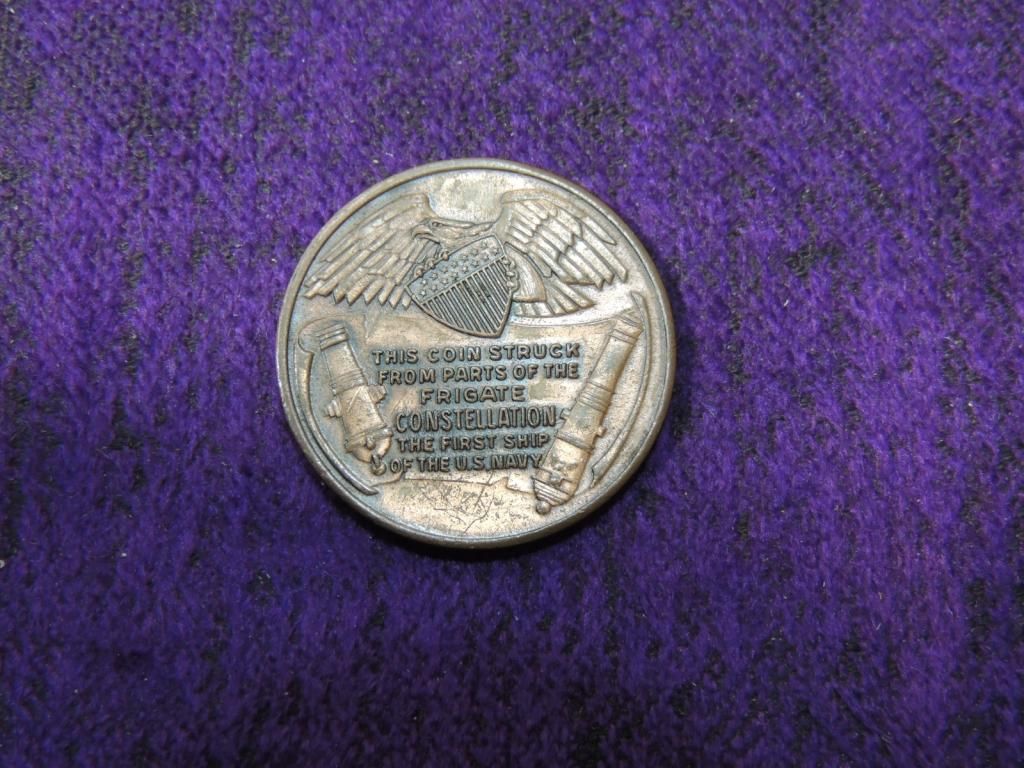 THIS COIN STRUCK
FROM PARTS OF THE
FRIGATE
CONSTELLATION
THE FIRST SHIP
OF THE U.S. NAVY